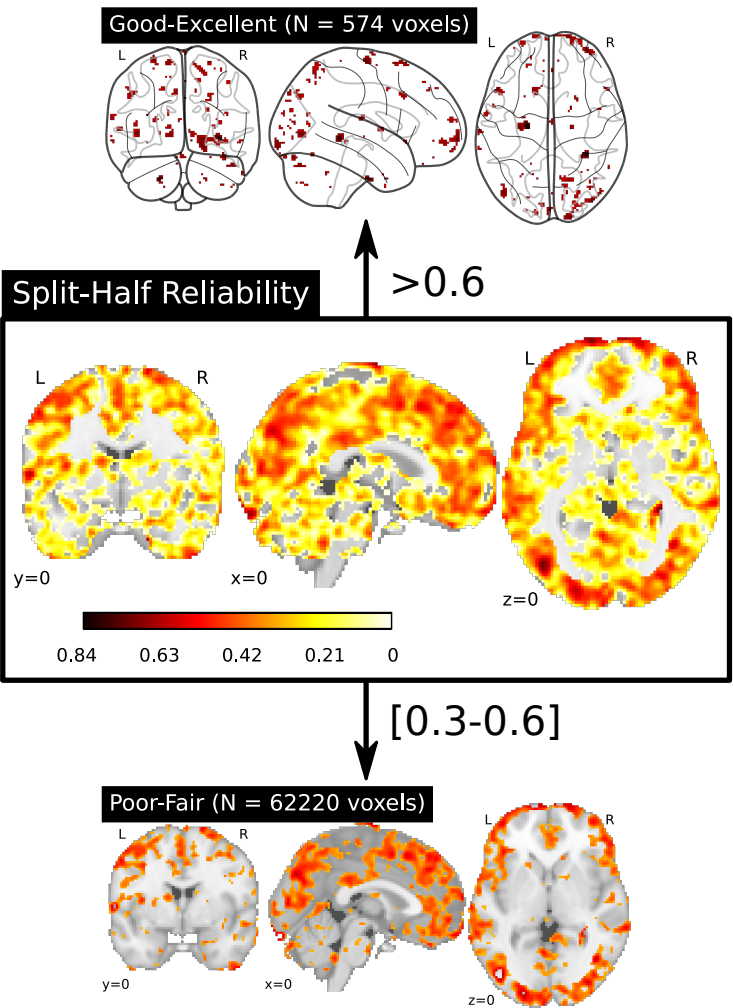 Good-Excellent (N = 574 voxels)
L R L R
>0.6
Split-Half Reliability
L R L R
y=0 x=0 z=0
0.84 0.63 0.42 0.21 0
[0.3-0.6]
Poor-Fair (N = 62220 voxels)
L R L R
y=0 x=0 z=0